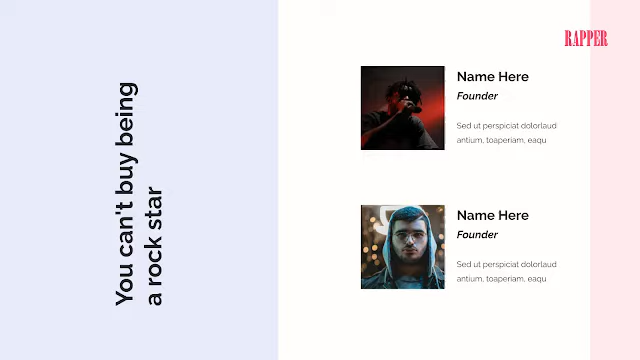 You can't buy being
a rock star
RAPPER
Name Here
Founder
Sed ut perspiciat dolorlaud
antium, toaperiam, eaqu
Name Here
Founder
Sed ut perspiciat dolorlaud
antium, toaperiam, eaqu